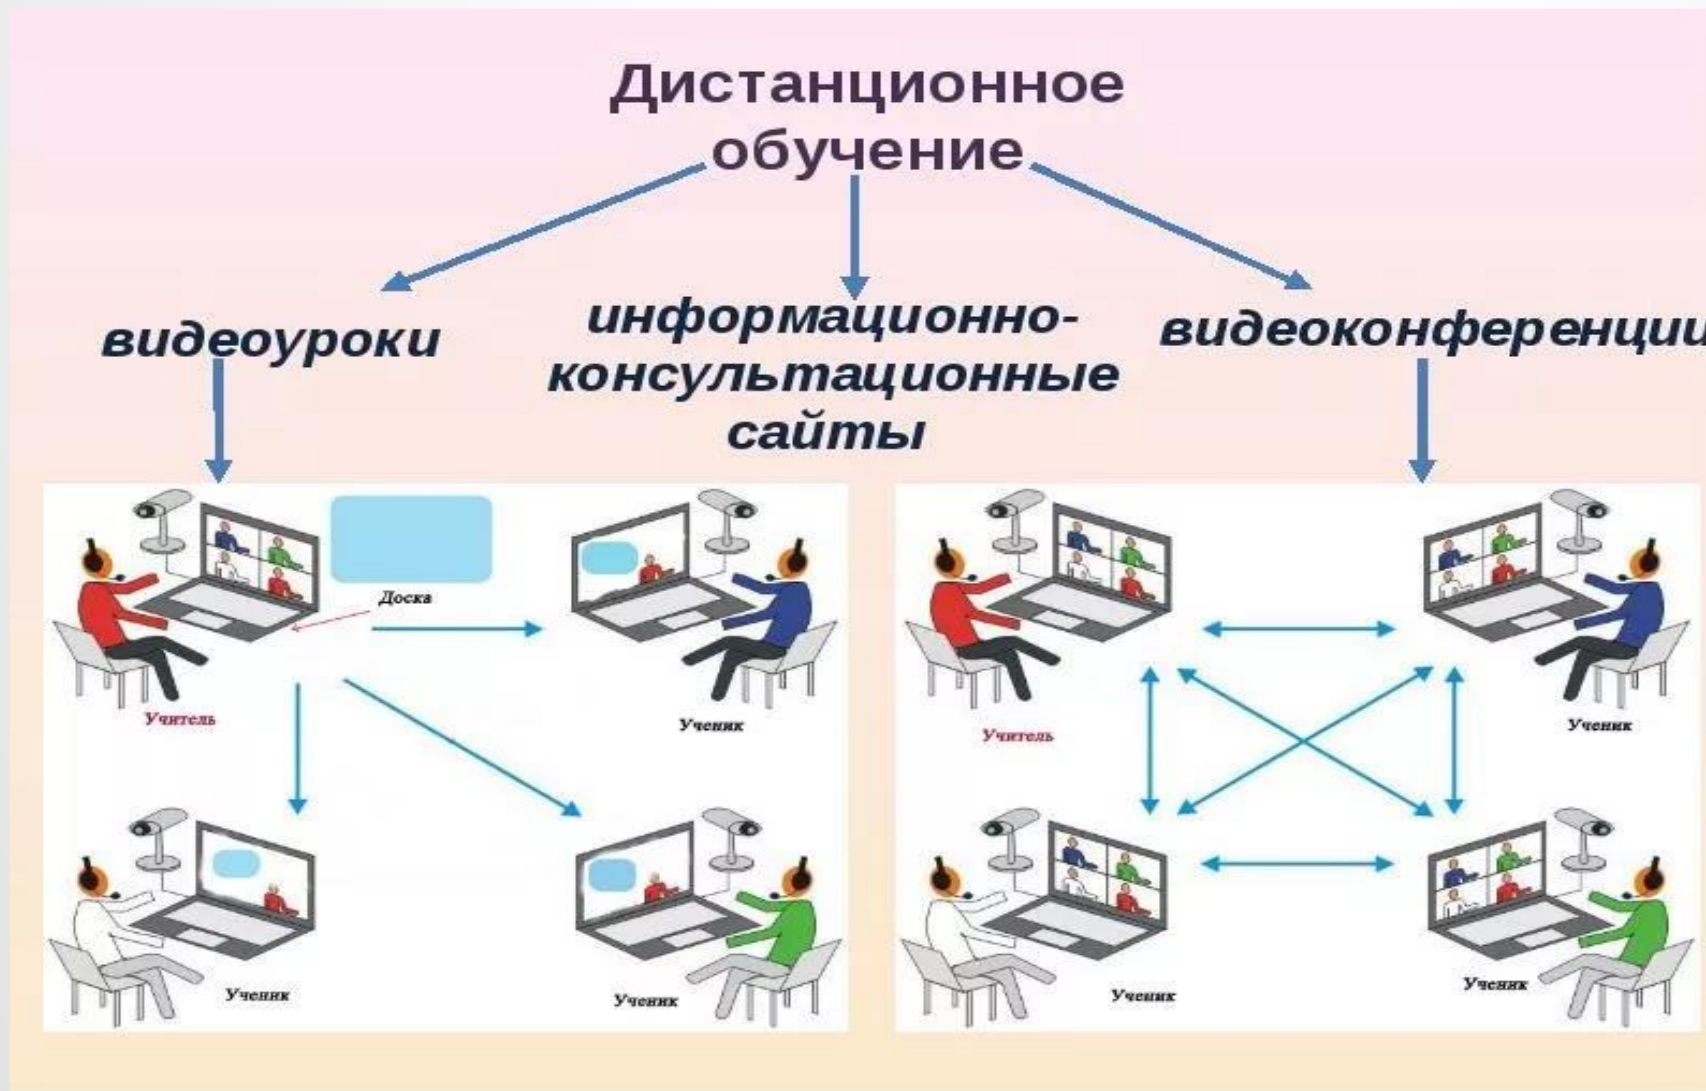 Дистанционное
обучение
видеоуроки
информационно-
консультационные
сайты
видеоконференции
Доска
Учитель
Ученик
Ученик
Ученик
Учитель
Ученик
Ученик
Ученик